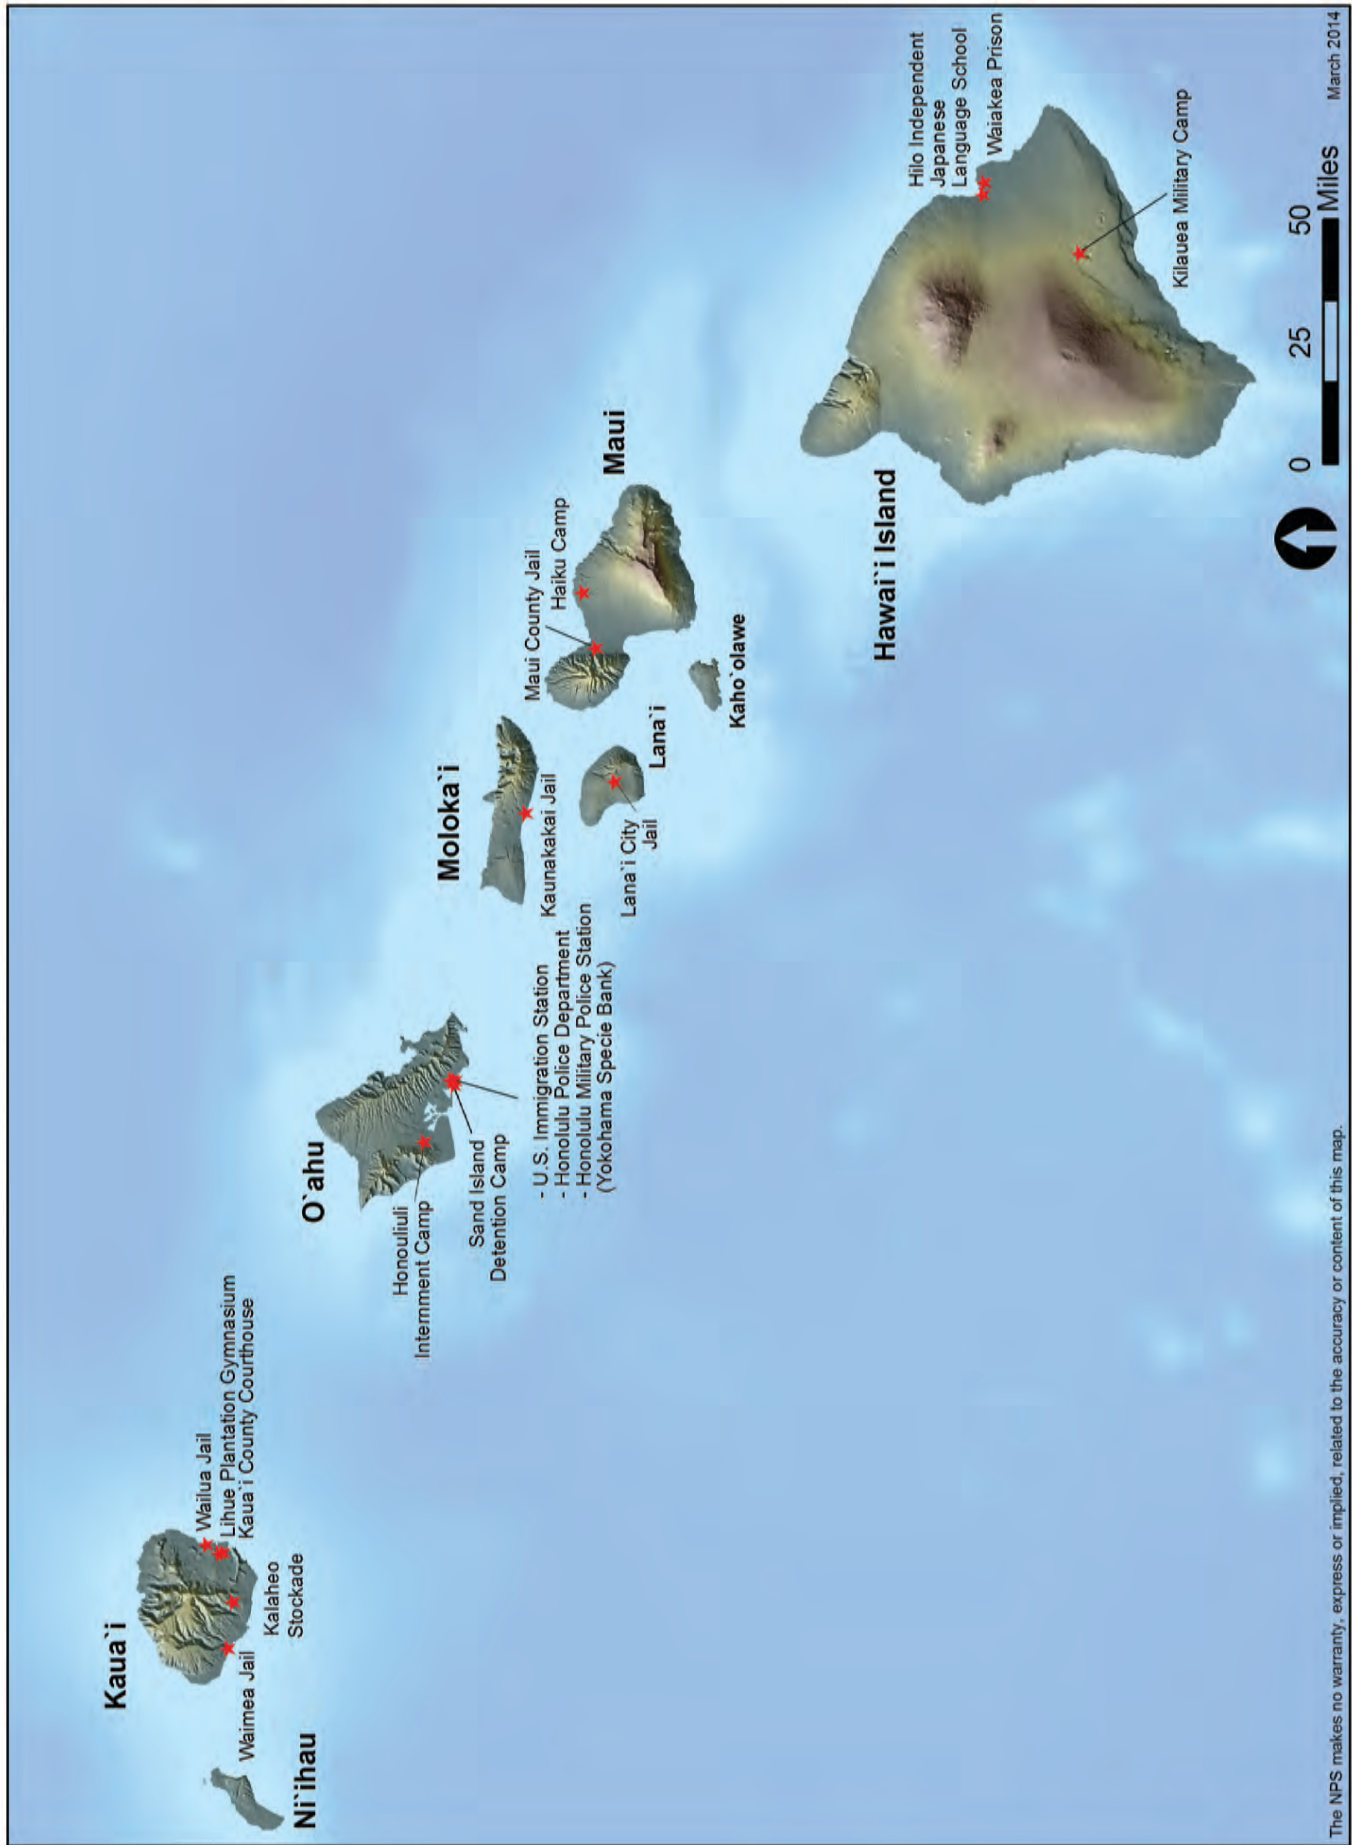 Kaua`i
Wailua Jail
Lihue Plantation Gymnasium
Kaua`i County Courthouse
Kalaheo
Stockade
Waimea Jail
Ni`ihau
O`ahu
Honouliuli
Internment Camp
Sand Island
Detention Camp
- U.S. Immigration Station
- Honolulu Police Department
- Honolulu Military Police Station
(Yokohama Specie Bank)
Moloka`i
Kaunakakai Jail
Lana`i City
Jail
Lana`i
Maui County Jail
Haiku Camp
Maui
Kaho`olawe
Hawai`i Island
Hilo Independent
Japanese
Language School
Waiakea Prison
Kilauea Military Camp
0 25 50
Miles
The NPS makes no warranty, express or implied, related to the accuracy or content of this map.
March 2014